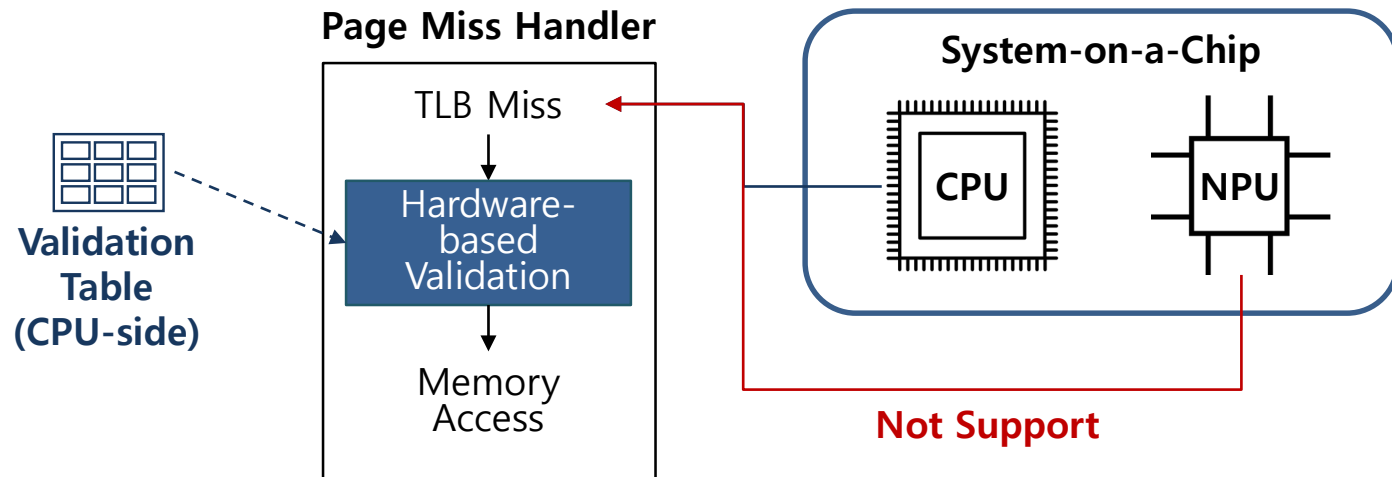 Page Miss Handler
System-on-a-Chip
TLB Miss
CPU
NPU
Hardware-
based
Validation
Validation
Table
(CPU-side)
Memory
Access
Not Support